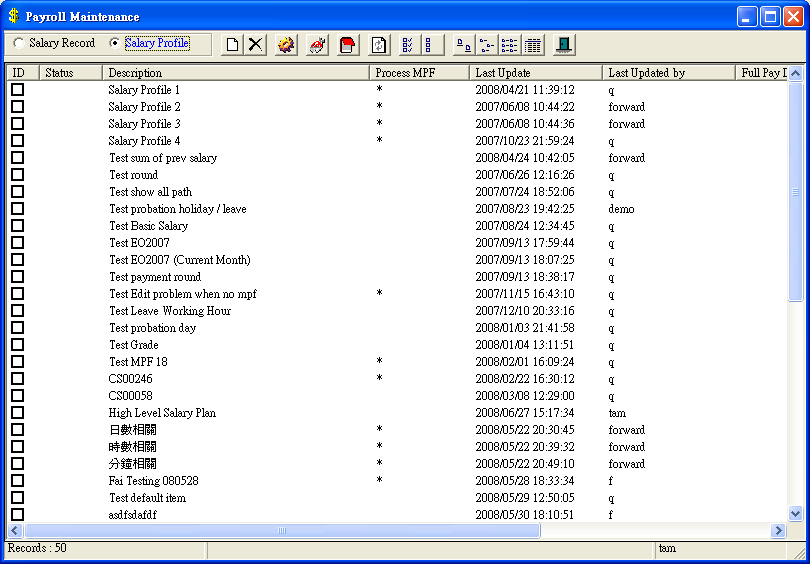 Payroll Maintenance
Salary Record Salary Profile
ID Status Description Process MPF Last Update Last Updated by Full Pay
Salary Profile 1 * 2008/04/21 11:39:12 q
Salary Profile 2 * 2007/06/08 10:44:22 forward
Salary Profile 3 * 2007/06/08 10:44:36 forward
Salary Profile 4 * 2007/10/23 21:59:24 q
Test sum of prev salary 2008/04/24 10:42:05 forward
Test round 2007/06/26 12:16:26 q
Test show all path 2007/07/24 18:52:06 q
Test probation holiday / leave 2007/08/23 19:42:25 demo
Test Basic Salary 2007/08/24 12:34:45 q
Test EO2007 2007/09/13 17:59:44 q
Test EO2007 (Current Month) 2007/09/13 18:07:25 q
Test payment round 2007/09/13 18:38:17 q
Test Edit problem when no mpf * 2007/11/15 16:43:10 q
Test Leave Working Hour 2007/12/10 20:33:16 q
Test probation day 2008/01/03 21:41:58 q
Test Grade 2008/01/04 13:11:51 q
Test MPF 18 * 2008/02/01 16:09:24 q
CS00246 * 2008/02/22 16:30:12 q
CS00058 2008/03/08 12:29:00 q
High Level Salary Plan 2008/06/27 15:17:34 tam
日數相關 * 2008/05/22 20:30:45 forward
時數相關 * 2008/05/22 20:39:32 forward
分鐘相關 * 2008/05/22 20:49:10 forward
Fai Testing 080528 * 2008/05/28 18:33:34 f
Test default item 2008/05/29 12:50:05 q
asdfsdafdf 2008/05/30 18:10:51 f
Records : 50 tam